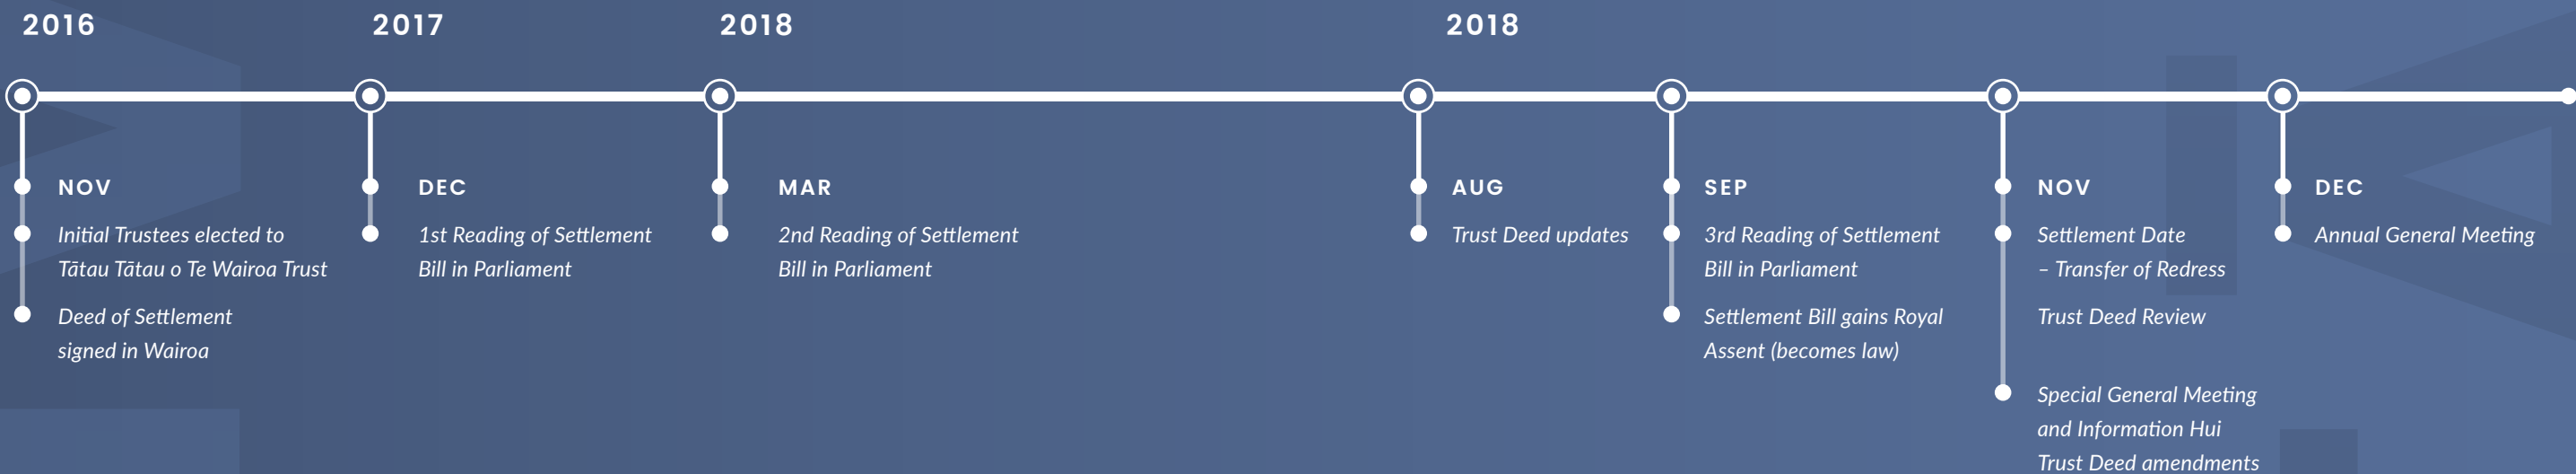 2016
2017
2018
2018
NOV
Initial Trustees elected to
Tātau Tātau o Te Wairoa Trust
Deed of Settlement
signed in Wairoa
DEC
1st Reading of Settlement
Bill in Parliament
MAR
2nd Reading of Settlement
Bill in Parliament
AUG
Trust Deed updates
SEP
3rd Reading of Settlement
Bill in Parliament
Settlement Bill gains Royal
Assent (becomes law)
NOV
Settlement Date
– Transfer of Redress
Trust Deed Review
Special General Meeting
and Information Hui
Trust Deed amendments
DEC
Annual General Meeting